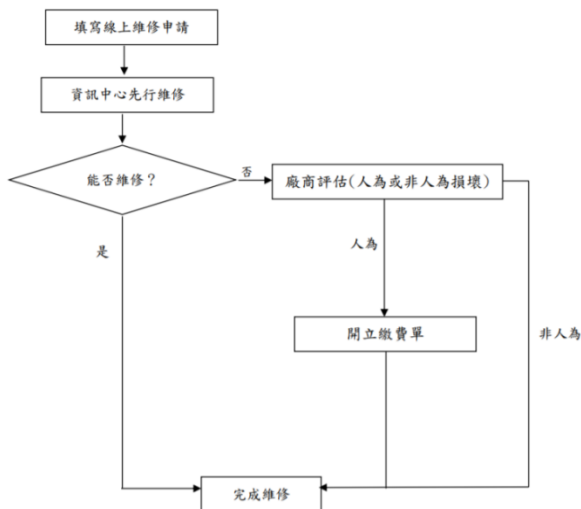 填寫線上維修申請
資訊中心先行維修
能否維修？
否
廠商評估(人為或非人為損壞)
是
人為
開立繳費單
非人為
完成維修